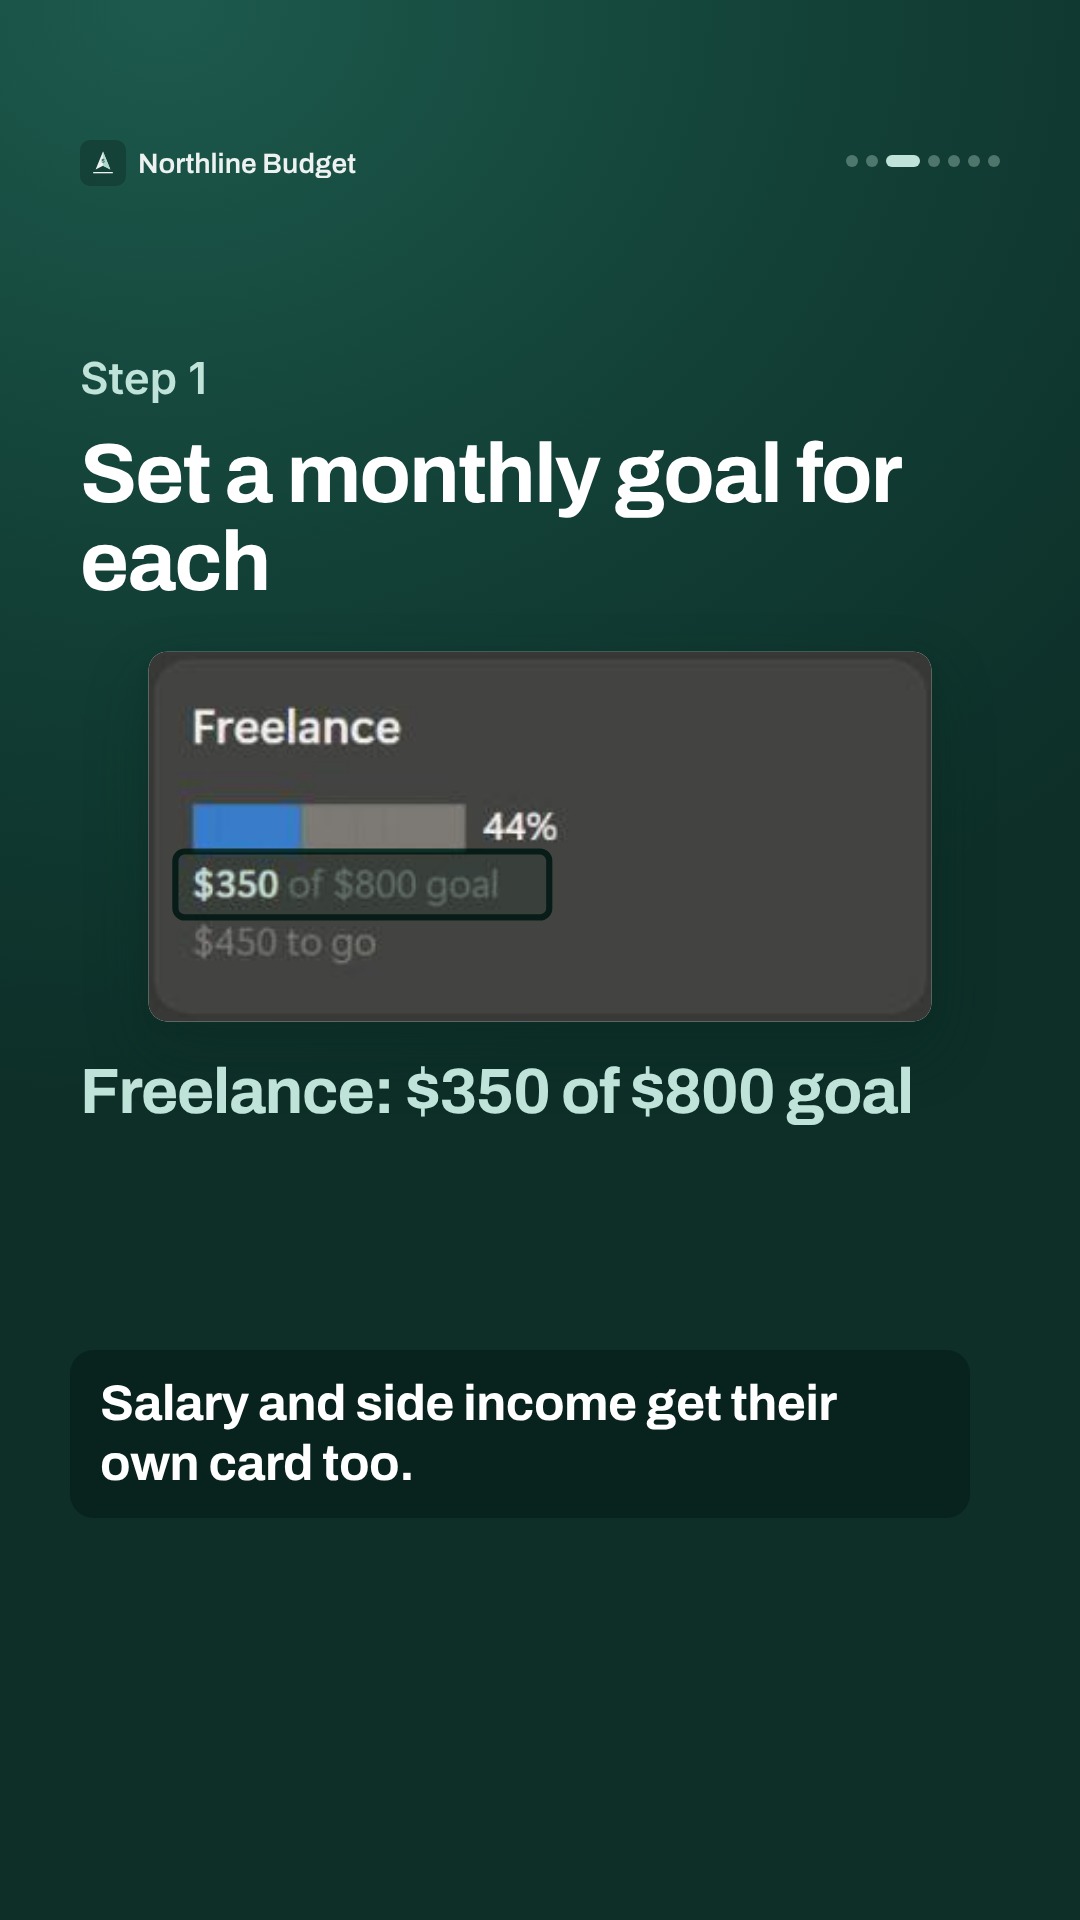 Northline Budget
Step 1
Set a monthly goal for
each
Freelance
44%
$350 of $800 goal
$450 to go
Freelance: $350 of $800 goal
Salary and side income get their
own card too.